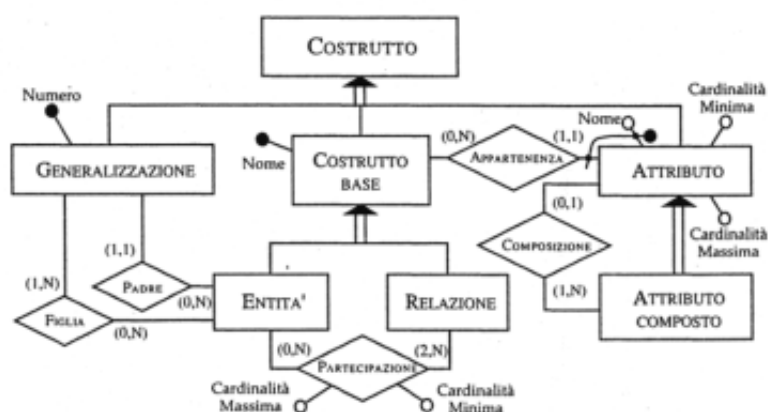 COSTRUTTO
Numero
Cardinalità
Minima
Nome
(0,N)
(1,1)
GENERALIZZAZIONE
Nome
COSTRUTTO
BASE
APPARTENENZA
ATTRIBUTO
(0,1)
Cardinalità
Massima
(1,1)
COMPOSIZIONE
(1,N)
PADRE
(0,N)
ENTITA'
RELAZIONE
(1,N)
ATTRIBUTO
COMPOSTO
FIGLIA
(0,N)
(0,N)
(2,N)
PARTECIPAZIONE
Cardinalità
Massima
Cardinalità
Minima